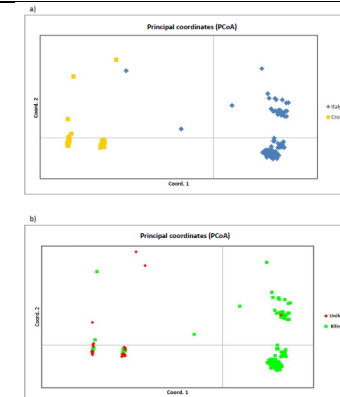 a)
Principal coordinates (PCoA)
Coord. 2
Coord. 1
b)
Principal coordinates (PCoA)
Coord. 2
Coord. 1